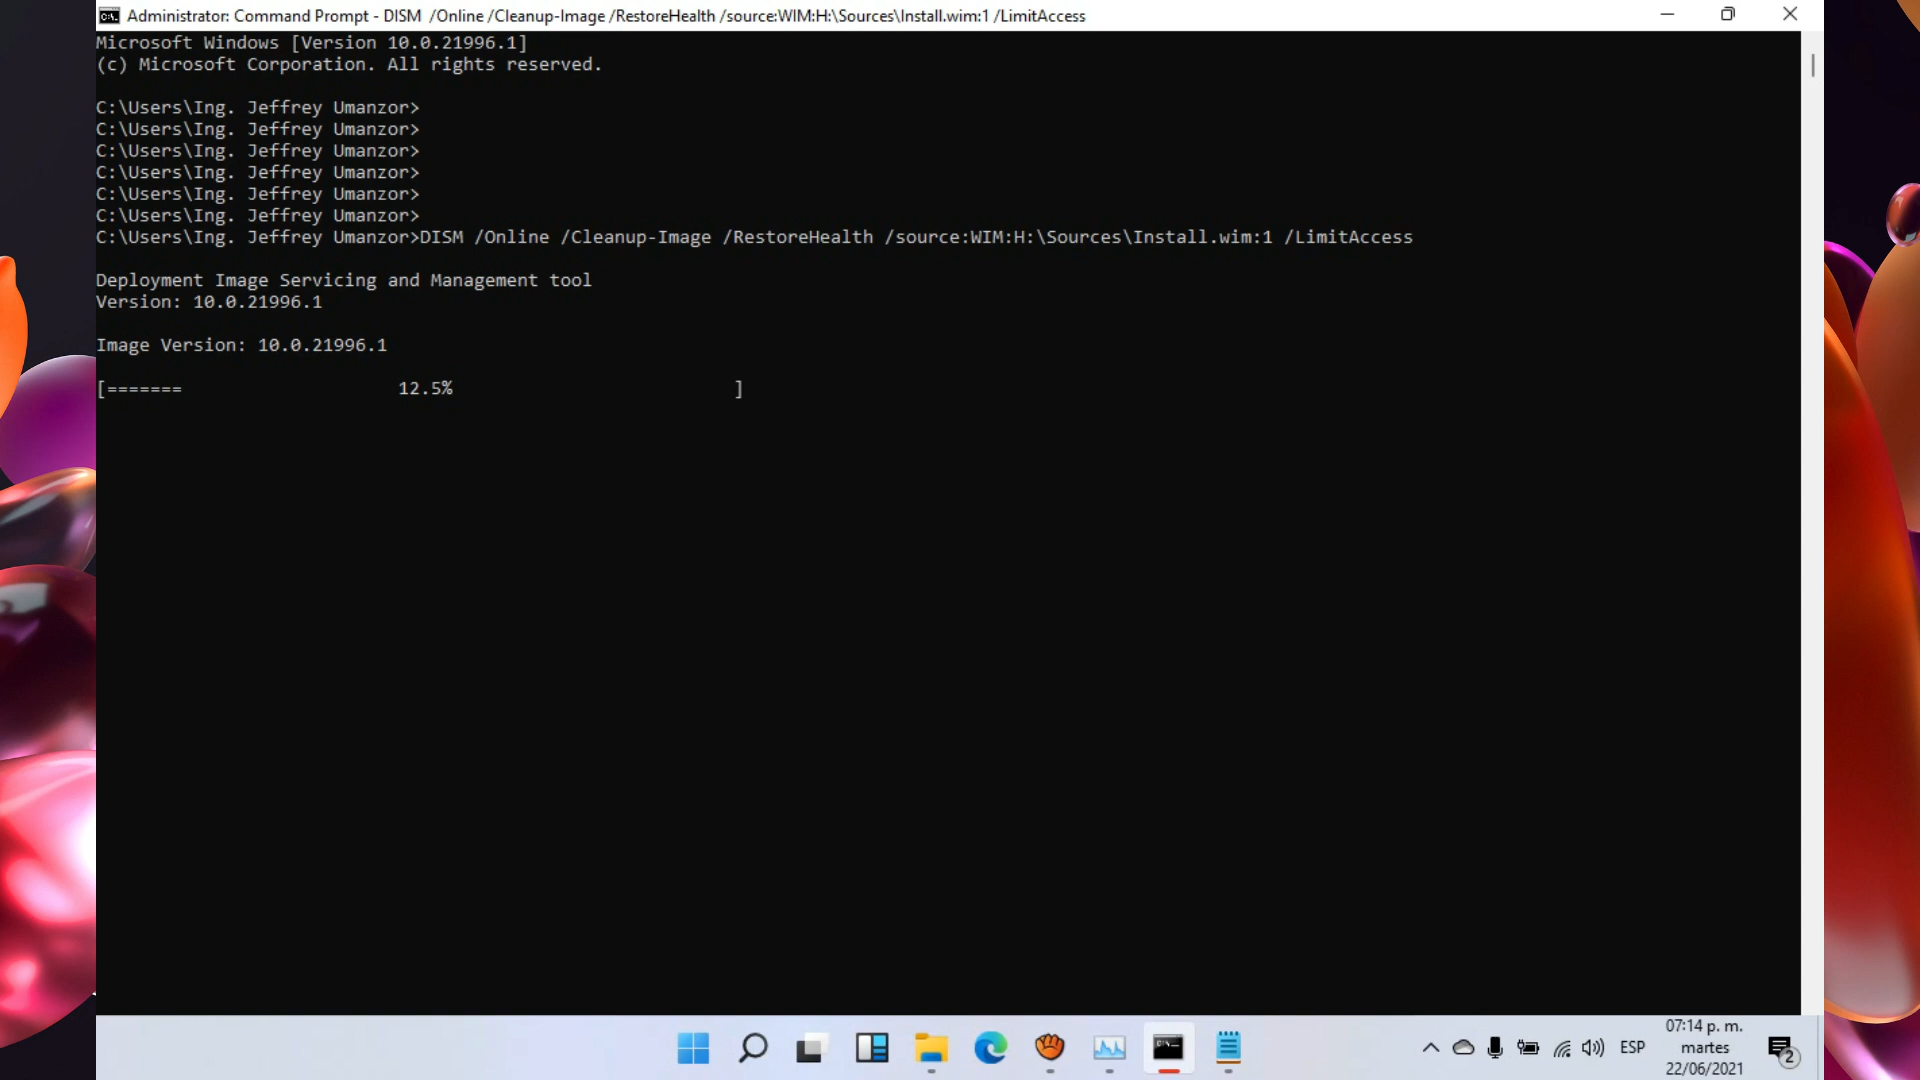 Administrator: Command Prompt - DISM  /Online /Cleanup-Image /RestoreHealth /source:WIM:H:\Sources\Install.wim:1 /LimitAccess
Microsoft Windows [Version 10.0.21996.1]
(c) Microsoft Corporation. All rights reserved.
C:\Users\Ing. Jeffrey Umanzor>
C:\Users\Ing. Jeffrey Umanzor>
C:\Users\Ing. Jeffrey Umanzor>
C:\Users\Ing. Jeffrey Umanzor>
C:\Users\Ing. Jeffrey Umanzor>
C:\Users\Ing. Jeffrey Umanzor>
C:\Users\Ing. Jeffrey Umanzor>DISM /Online /Cleanup-Image /RestoreHealth /source:WIM:H:\Sources\Install.wim:1 /LimitAccess
Deployment Image Servicing and Management tool
Version: 10.0.21996.1
Image Version: 10.0.21996.1
[=======                    12.5%                          ]
ESP
07:14 p. m.
martes
22/06/2021
2